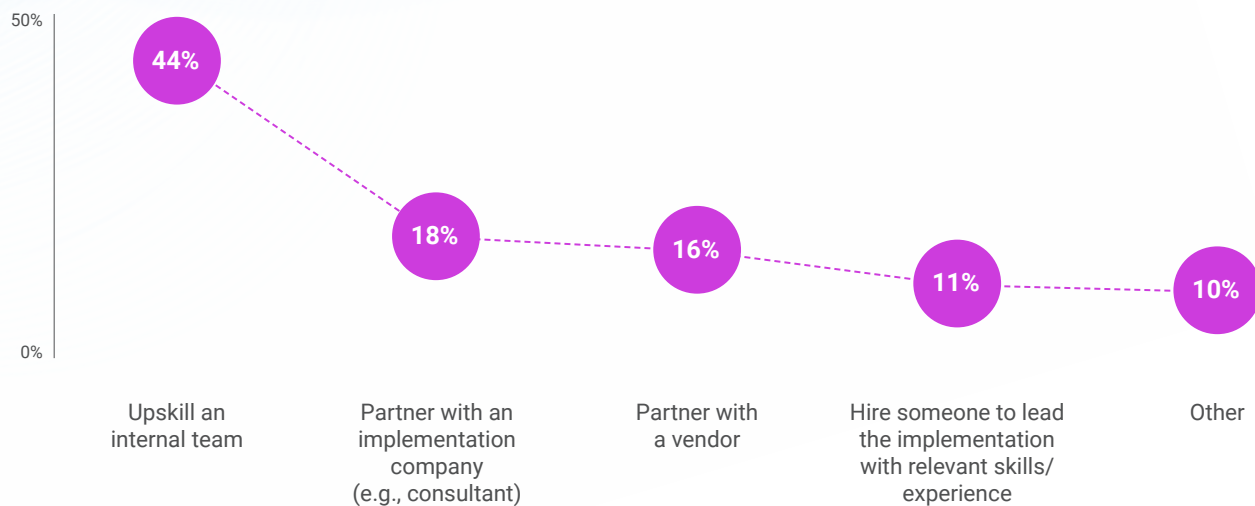 50%
44%
18%
16%
11%
10%
0%
Upskill an
internal team
Partner with an
implementation
company
(e.g., consultant)
Partner with
a vendor
Hire someone to lead
the implementation
with relevant skills/
experience
Other